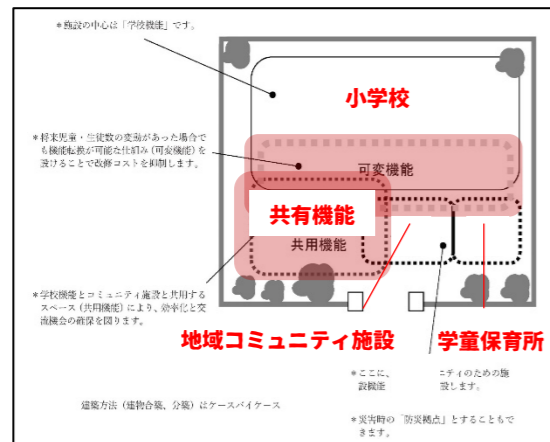 *施設の中心は「学校機能」です。
小学校
*将来児童・生徒数の変動があった場合で
も機能転換が可能な仕組み(可変機能)を
設けることで改修コストを抑制します。
可変機能
共有機能
共用機能
*学校機能とコミュニティ施設と共用する
スペース(共用機能)により、効率化と交
流機会の確保を図ります。
地域コミュニティ施設
学童保育所
*ここに、
ニティのための施
設機能
設します。
建築方法(建物合築、分築)はケースバイケース
*災害時の「防災拠点」とすることもで
きます。